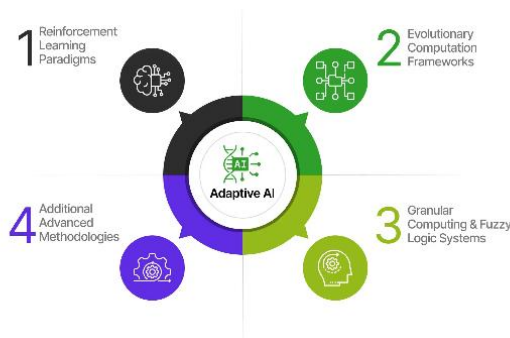 1
Reinforcement
Learning
Paradigms
2
Evolutionary
Computation
Frameworks
AI
Adaptive AI
4
Additional
Advanced
Methodologies
3
Granular
Computing & Fuzzy
Logic Systems